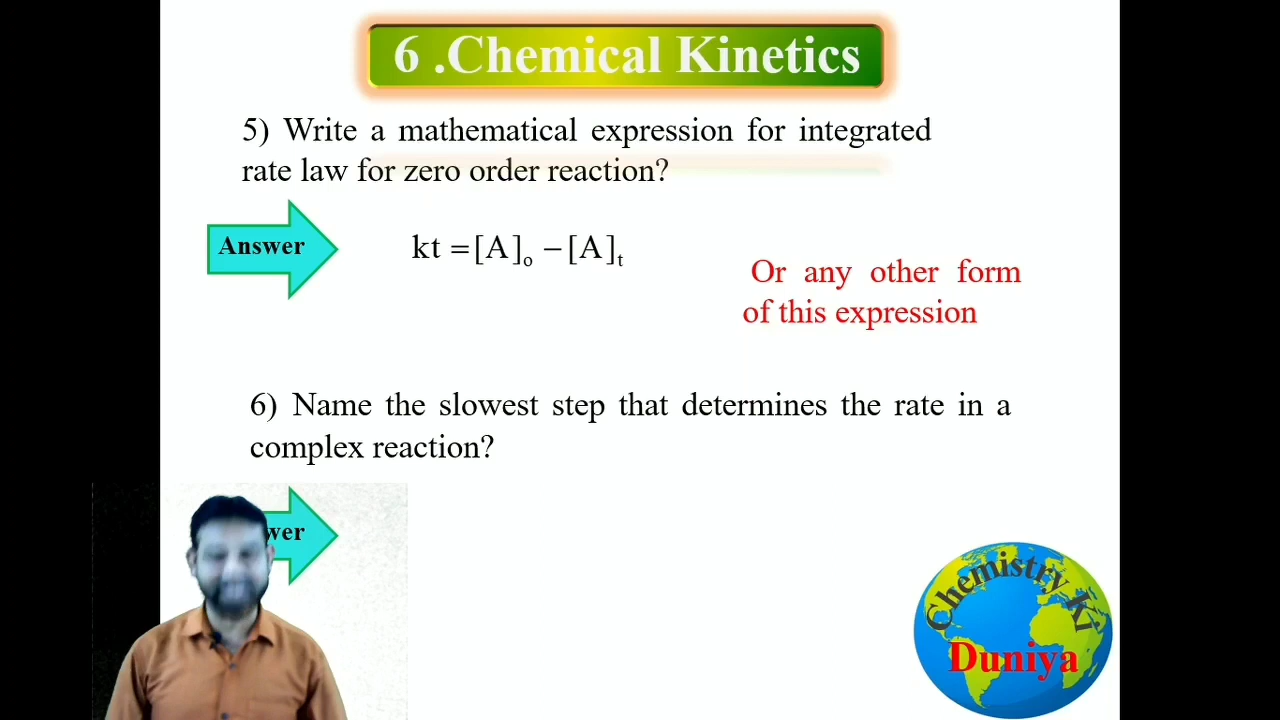 6 .Chemical Kinetics
5) Write a mathematical expression for integrated
rate law for zero order reaction?
Answer
kt = [A]ₒ − [A]ₜ
Or any other form
of this expression
6) Name the slowest step that determines the rate in a
complex reaction?
wer
Chemistry Ki
Duniya